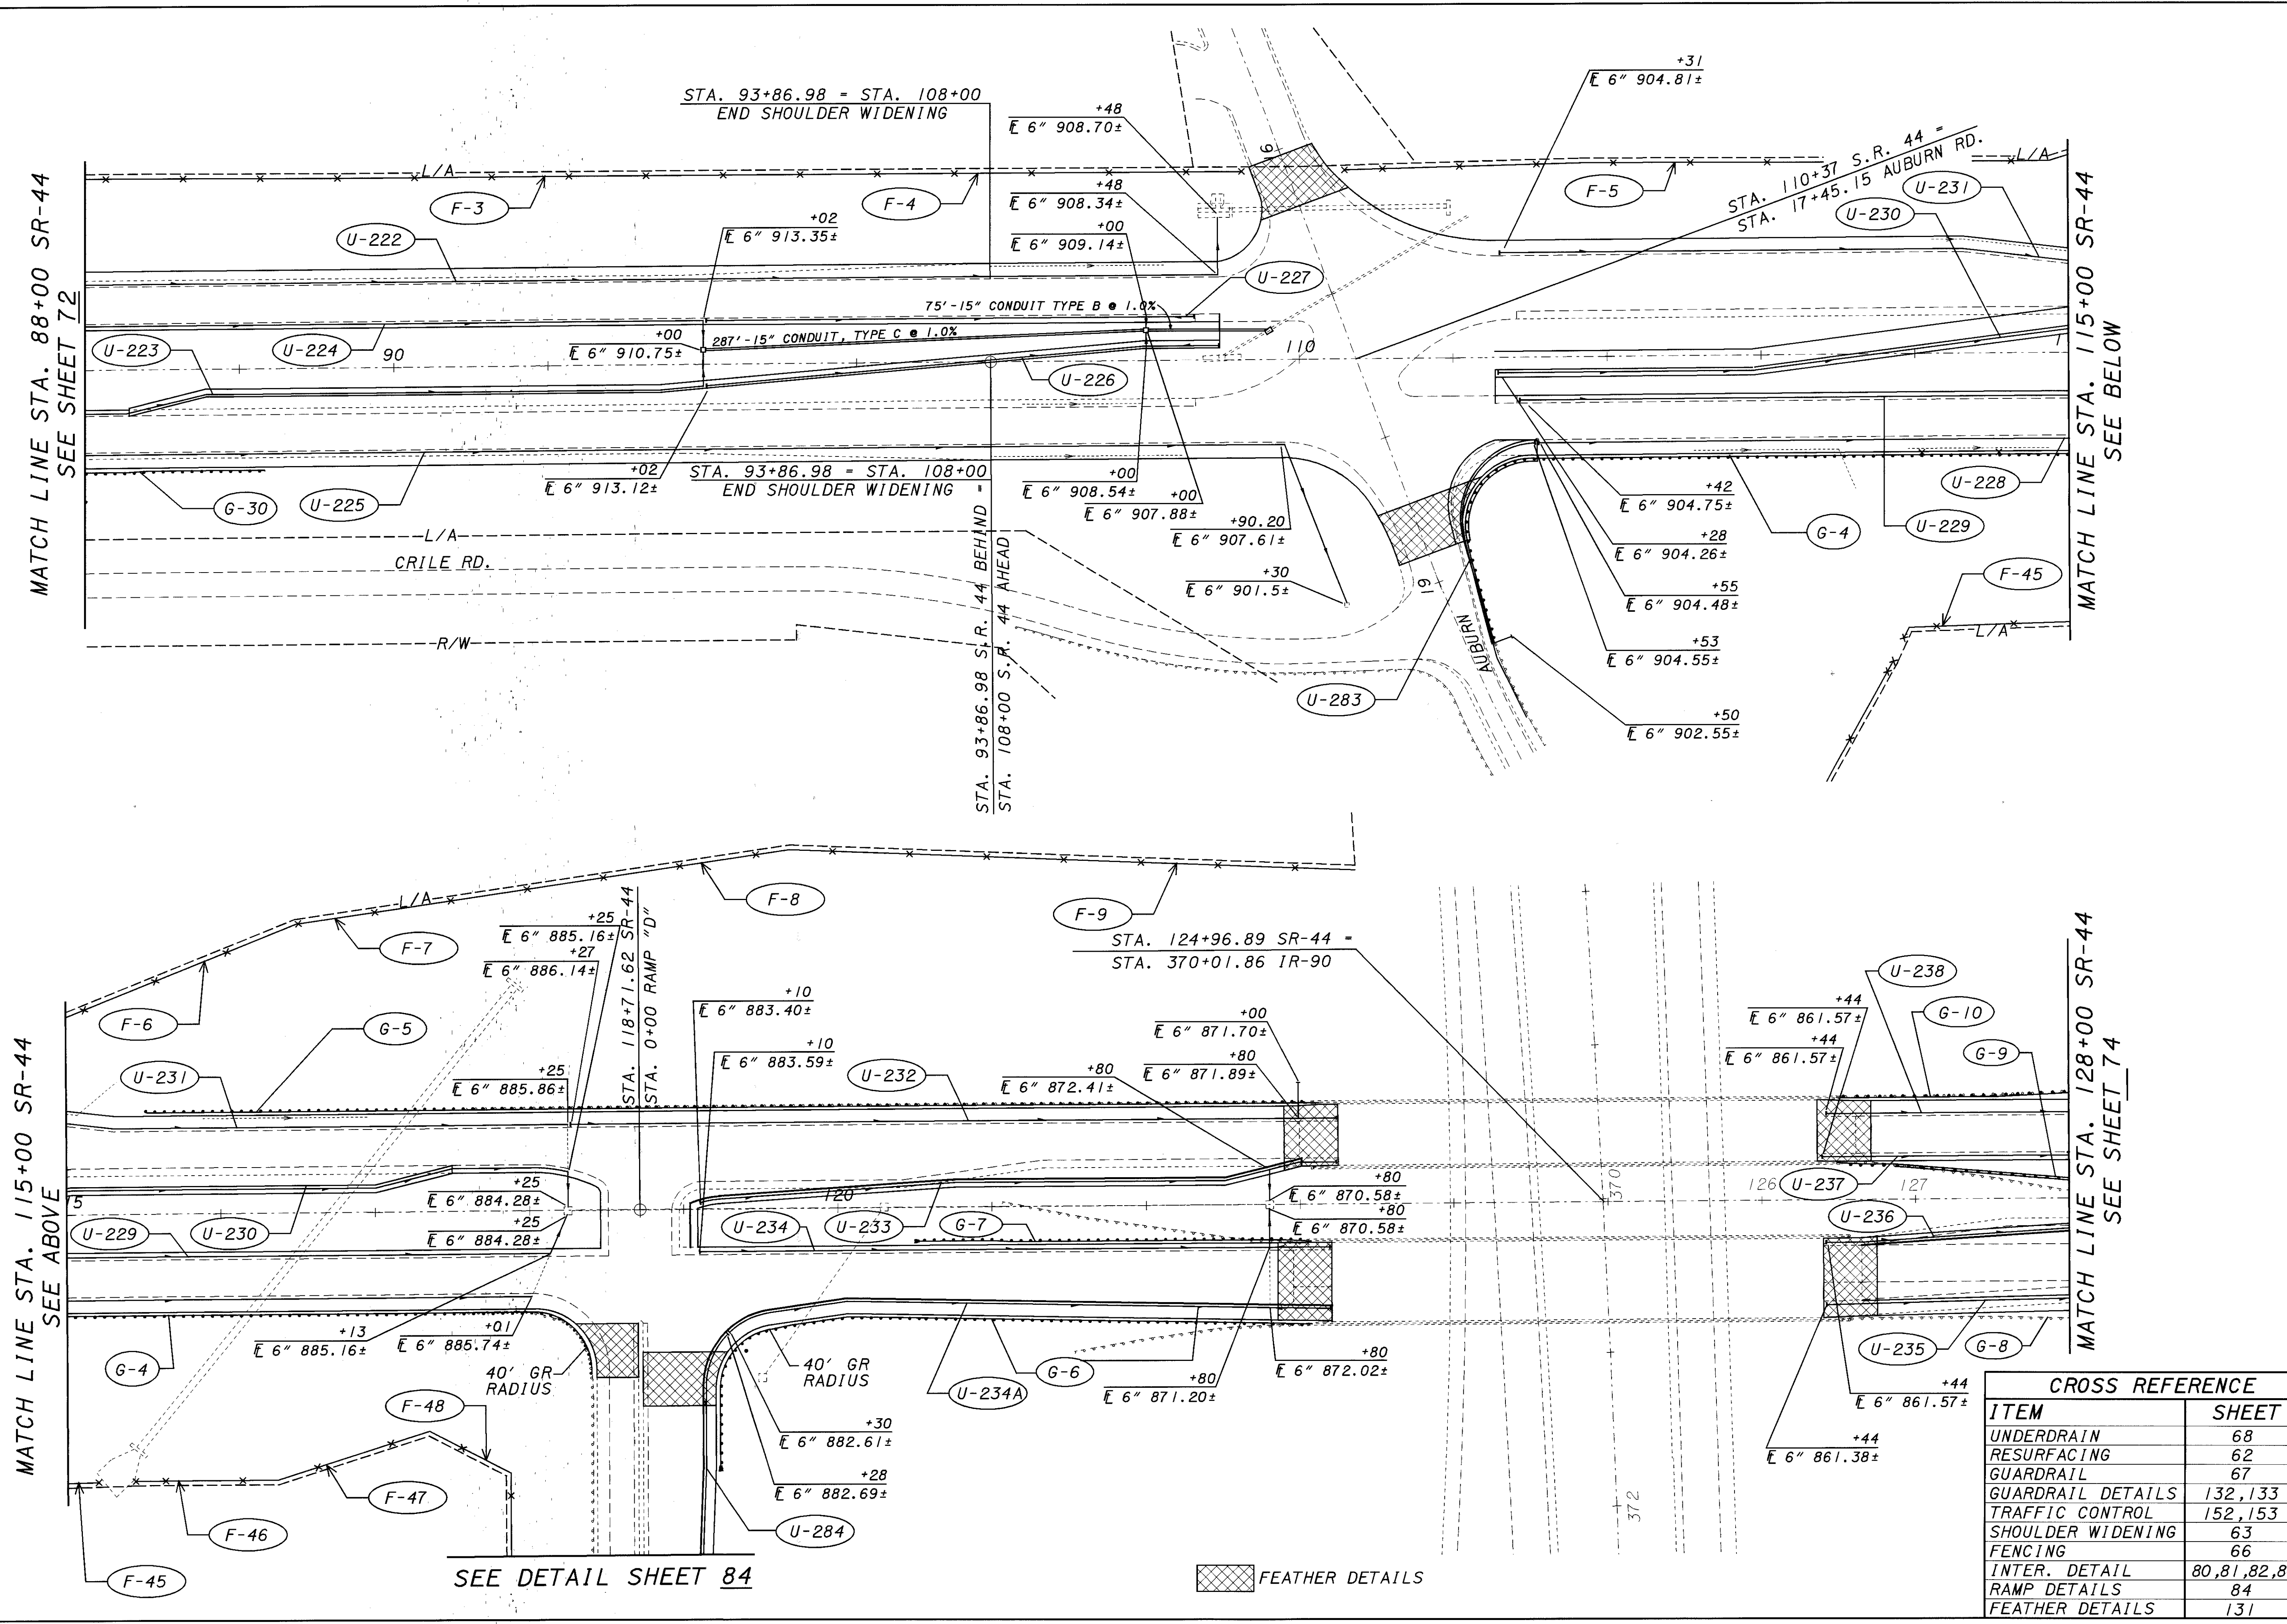 MATCH LINE STA. 88+00 SR-44
SEE SHEET 72
STA. 93+86.98 = STA. 108+00
END SHOULDER WIDENING
L/A
F-3
F-4
U-222
+02
℄ 6" 913.35±
+48
℄ 6" 908.70±
+48
℄ 6" 908.34±
+00
℄ 6" 909.14±
+31
℄ 6" 904.81±
F-5
STA. 110+37 S.R. 44 =
STA. 17+45.15 AUBURN RD.
L/A
U-231
U-230
16
U-227
75'-15" CONDUIT TYPE B @ 1.0%
287'-15" CONDUIT, TYPE C @ 1.0%
+00
℄ 6" 910.75±
U-223
U-224
90
110
U-226
+02
℄ 6" 913.12±
STA. 93+86.98 = STA. 108+00
END SHOULDER WIDENING
G-30
U-225
+00
℄ 6" 908.54±
+00
℄ 6" 907.88±
+90.20
℄ 6" 907.61±
+30
℄ 6" 901.5±
L/A
CRILE RD.
R/W
STA. 93+86.98 S.R. 44 BEHIND =
STA. 108+00 S.R. 44 AHEAD
19
AUBURN
U-283
+42
℄ 6" 904.75±
+28
℄ 6" 904.26±
+55
℄ 6" 904.48±
+53
℄ 6" 904.55±
+50
℄ 6" 902.55±
G-4
U-229
U-228
F-45
L/A
MATCH LINE STA. 115+00 SR-44
SEE BELOW
MATCH LINE STA. 115+00 SR-44
SEE ABOVE
L/A
F-6
F-7
F-8
F-9
G-5
U-231
+25
℄ 6" 885.16±
+27
℄ 6" 886.14±
+25
℄ 6" 885.86±
STA. 118+71.62 SR-44
STA. 0+00 RAMP "D"
+10
℄ 6" 883.40±
+10
℄ 6" 883.59±
U-232
+80
℄ 6" 872.41±
+00
℄ 6" 871.70±
+80
℄ 6" 871.89±
STA. 124+96.89 SR-44 =
STA. 370+01.86 IR-90
+44
℄ 6" 861.57±
+44
℄ 6" 861.57±
U-238
G-10
G-9
15
U-229
U-230
+25
℄ 6" 884.28±
+25
℄ 6" 884.28±
120
U-234
U-233
G-7
+80
℄ 6" 870.58±
+80
℄ 6" 870.58±
370
126
U-237
127
U-236
G-4
+13
℄ 6" 885.16±
+01
℄ 6" 885.74±
40' GR
RADIUS
40' GR
RADIUS
U-234A
G-6
+80
℄ 6" 871.20±
+80
℄ 6" 872.02±
U-235
G-8
+44
℄ 6" 861.57±
+44
℄ 6" 861.38±
+30
℄ 6" 882.61±
+28
℄ 6" 882.69±
F-48
F-47
F-46
F-45
U-284
372
SEE DETAIL SHEET 84
FEATHER DETAILS
MATCH LINE STA. 128+00 SR-44
SEE SHEET 74
CROSS REFERENCE
ITEM SHEET
UNDERDRAIN 68
RESURFACING 62
GUARDRAIL 67
GUARDRAIL DETAILS 132,133
TRAFFIC CONTROL 152,153
SHOULDER WIDENING 63
FENCING 66
INTER. DETAIL 80,81,82,8
RAMP DETAILS 84
FEATHER DETAILS 131